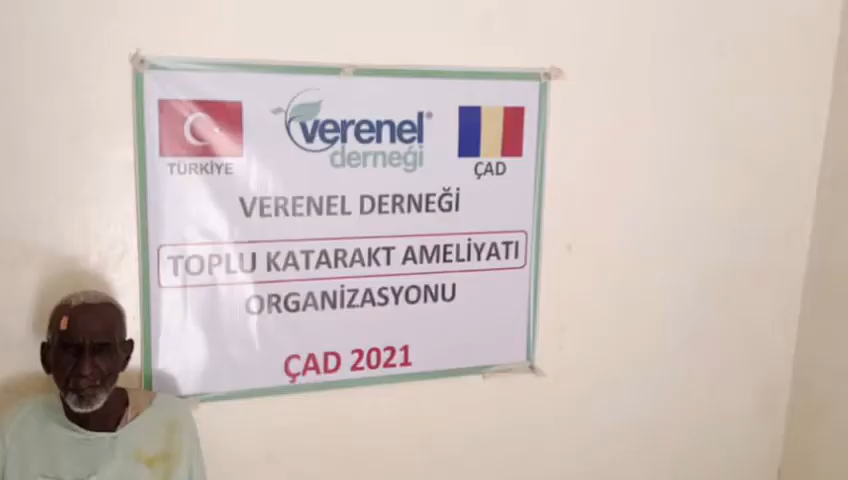 verenel®
derneği
TÜRKİYE
ÇAD
VERENEL DERNEĞİ
TOPLU KATARAKT AMELİYATI
ORGANİZASYONU
ÇAD 2021